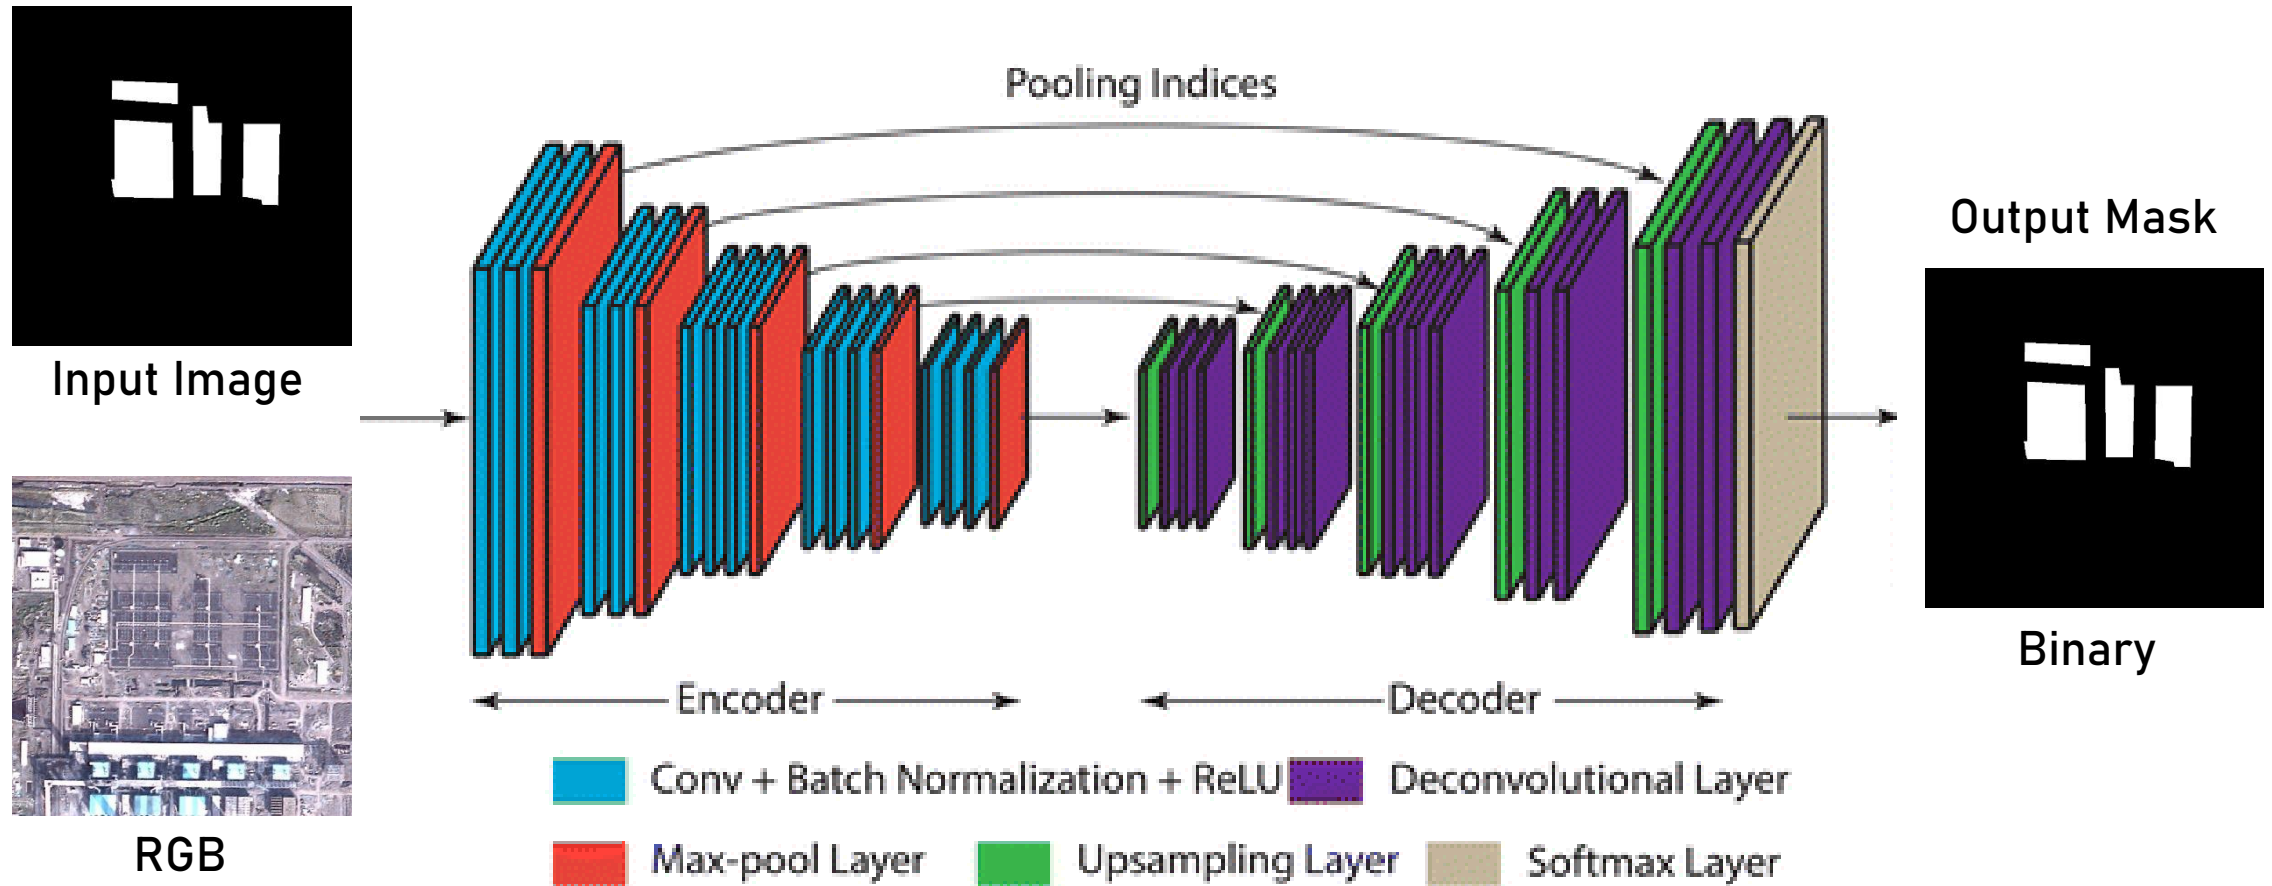 Pooling Indices
Input Image
Output Mask
RGB
Binary
Encoder
Decoder
Conv + Batch Normalization + ReLU
Deconvolutional Layer
Max-pool Layer
Upsampling Layer
Softmax Layer